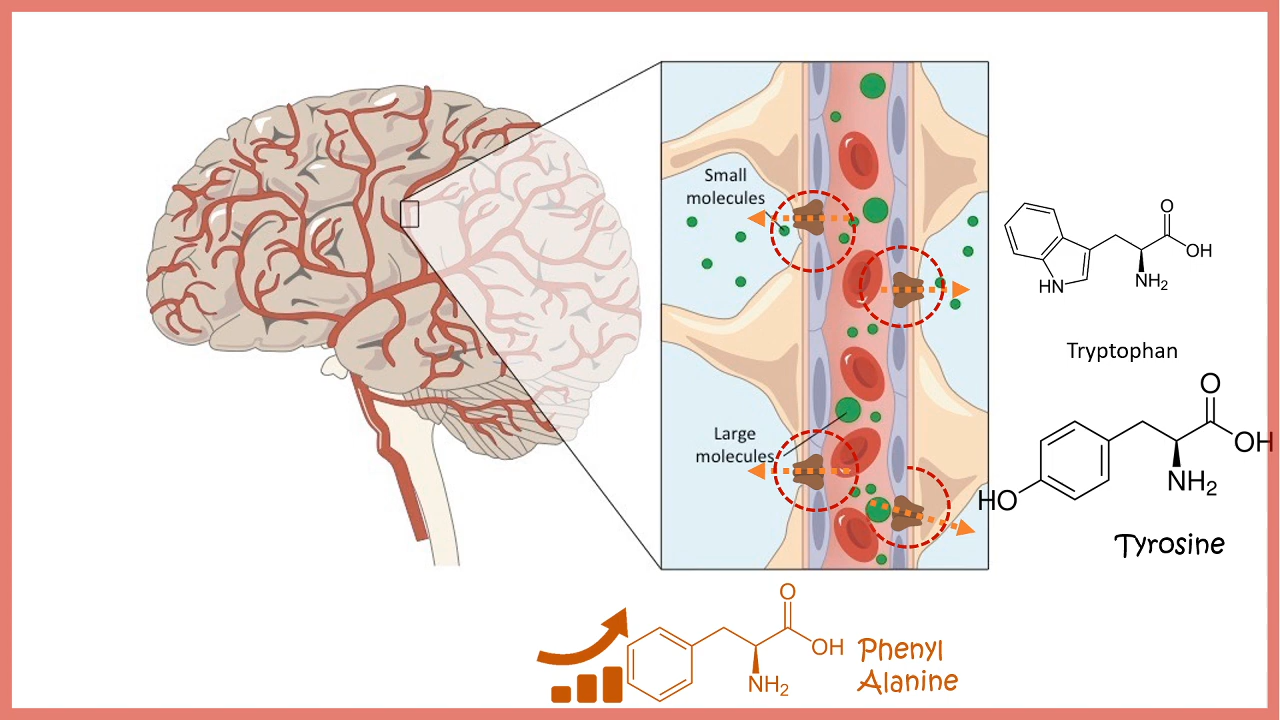 Small
molecules
Large
molecules
O
OH
NH2
HN
Tryptophan
O
OH
NH2
HO
Tyrosine
O
OH
NH2
Phenyl
Alanine